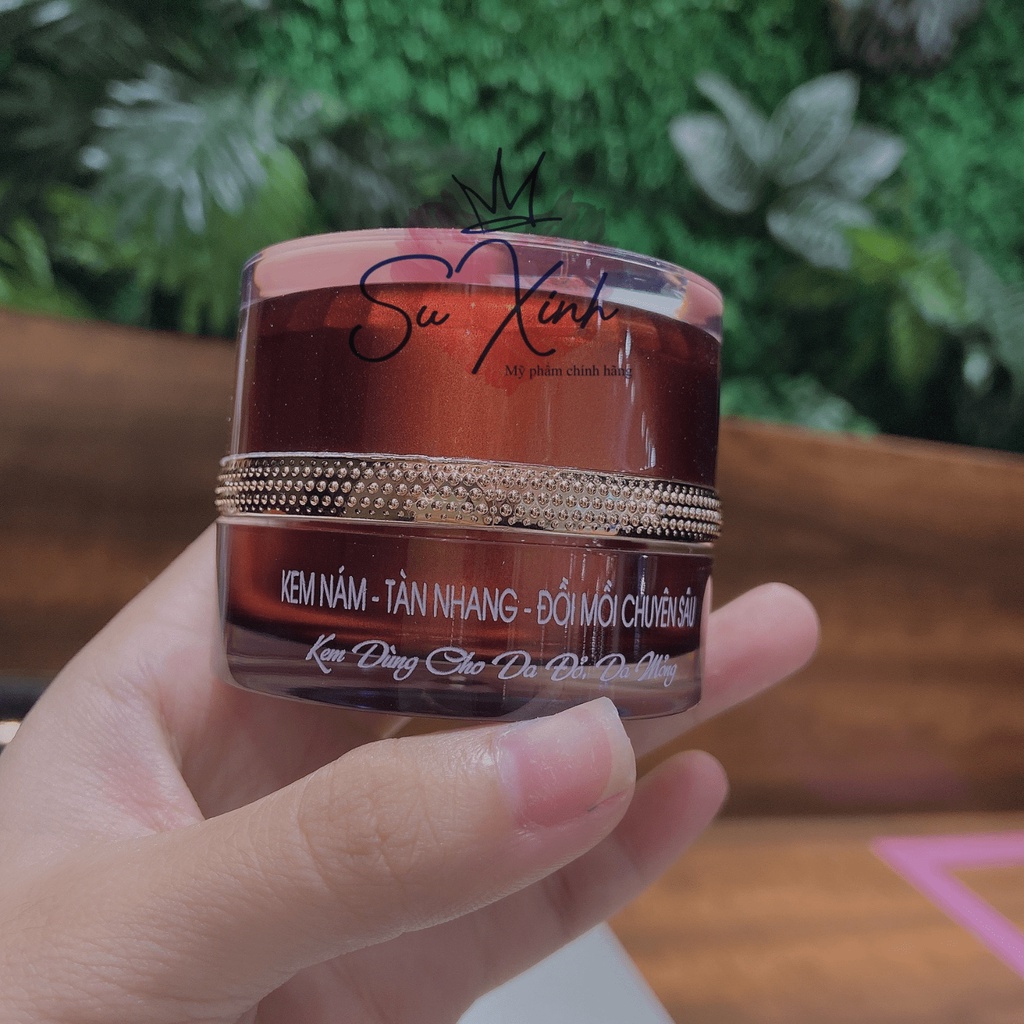 Su Xinh
Mỹ phẩm chính hãng
KEM NÁM - TÀN NHANG - ĐỒI MỒI CHUYÊN SÂU
Kem Dùng Cho Da Đỏ, Da Mỏng